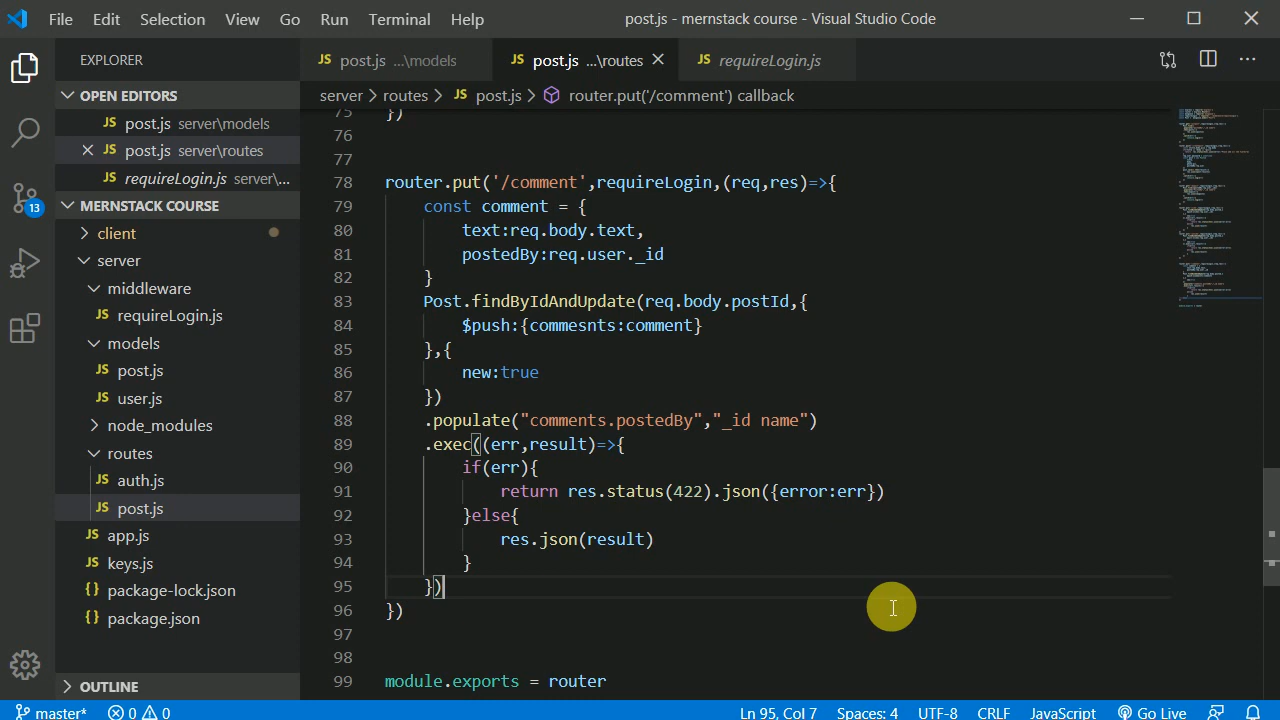 File Edit Selection View Go Run Terminal Help post.js - mernstack course - Visual Studio Code
EXPLORER
JS post.js ...\models JS post.js ...\routes JS requireLogin.js
OPEN EDITORS
server routes JS post.js router.put('/comment') callback
JS post.js server\models
JS post.js server\routes
JS requireLogin.js server\...
MERNSTACK COURSE
client
server
middleware
JS requireLogin.js
models
JS post.js
JS user.js
node_modules
routes
JS auth.js
JS post.js
JS app.js
JS keys.js
{} package-lock.json
{} package.json
OUTLINE
13
75 })
76
77
78 router.put('/comment',requireLogin,(req,res)=>{
79 const comment = {
80 text:req.body.text,
81 postedBy:req.user._id
82 }
83 Post.findByIdAndUpdate(req.body.postId,{
84 $push:{commesnts:comment}
85 },{
86 new:true
87 })
88 .populate("comments.postedBy","_id name")
89 .exec((err,result)=>{
90 if(err){
91 return res.status(422).json({error:err})
92 }else{
93 res.json(result)
94 }
95 })
96 })
97
98
99 module.exports = router
master* 0 0 Ln 95, Col 7 Spaces: 4 UTF-8 CRLF JavaScript Go Live